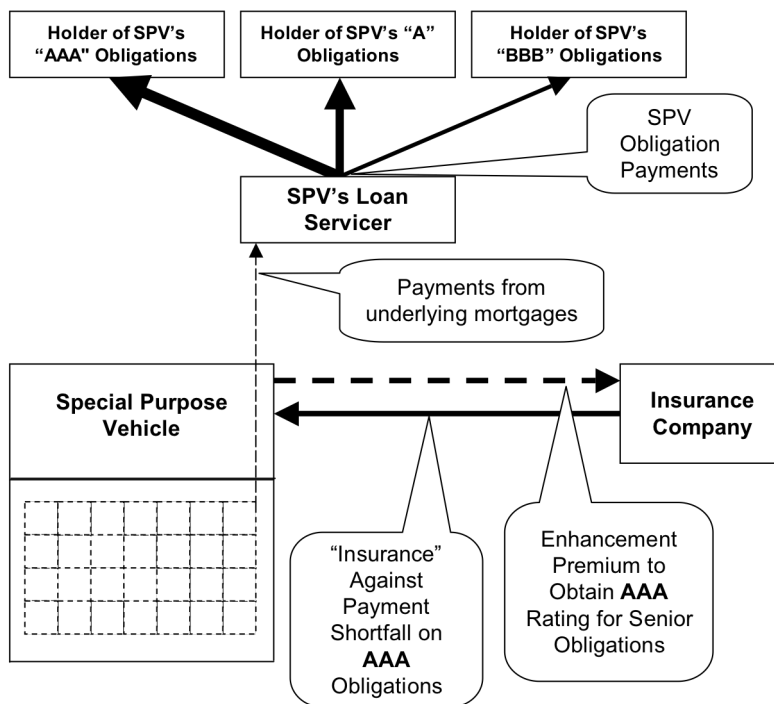 Holder of SPV’s
“AAA" Obligations
Holder of SPV’s “A”
Obligations
Holder of SPV’s
“BBB” Obligations
SPV
Obligation
Payments
SPV’s Loan
Servicer
Payments from
underlying mortgages
Special Purpose
Vehicle
Insurance
Company
“Insurance”
Against
Payment
Shortfall on
AAA
Obligations
Enhancement
Premium to
Obtain AAA
Rating for Senior
Obligations